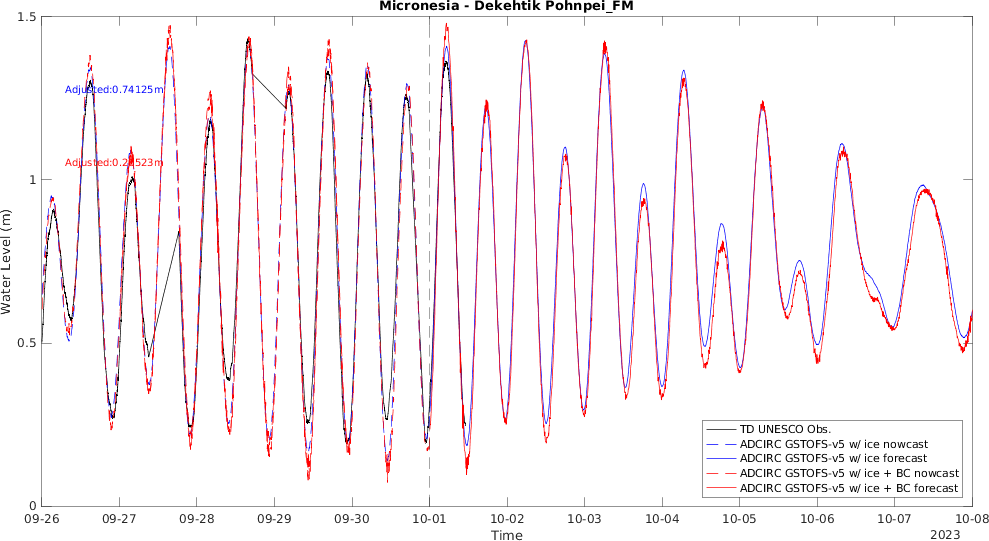 Micronesia - Dekehtik Pohnpei_FM
1.5
1
0.5
0
Water Level (m)
Adjusted:0.74125m
TD UNESCO Obs.
ADCIRC GSTOFS-v5 w/ ice nowcast
ADCIRC GSTOFS-v5 w/ ice forecast
ADCIRC GSTOFS-v5 w/ ice + BC nowcast
ADCIRC GSTOFS-v5 w/ ice + BC forecast
09-26 09-27 09-28 09-29 09-30 10-01 10-02 10-03 10-04 10-05 10-06 10-07 10-08
Time
2023